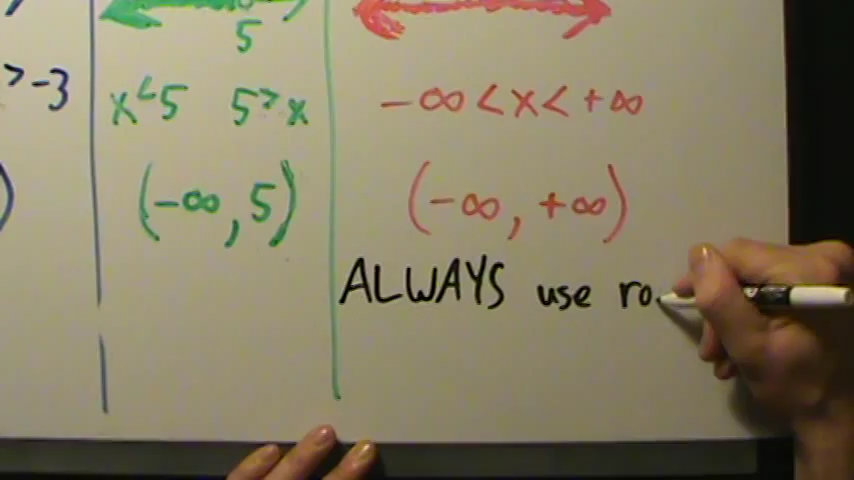 5
>-3
x<5 5>x
-∞<x<+∞
)
(-∞,5)
(-∞,+∞)
ALWAYS use ro